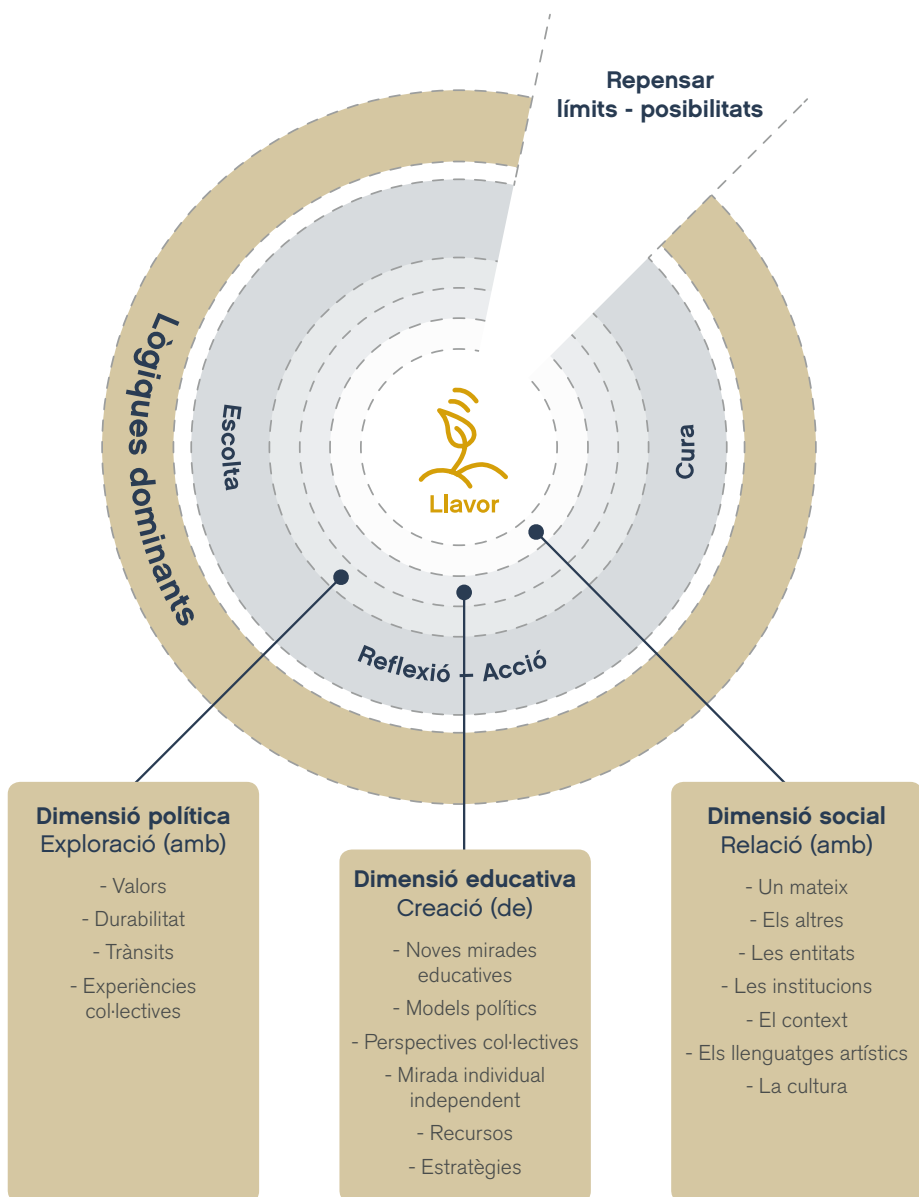 Repensar
límits - posibilitats
Lògiques dominants
Escolta
Cura
Llavor
Reflexió – Acció
Dimensió política
Exploració (amb)
- Valors
- Durabilitat
- Trànsits
- Experiències
col·lectives
Dimensió educativa
Creació (de)
- Noves mirades
educatives
- Models polítics
- Perspectives col·lectives
- Mirada individual
independent
- Recursos
- Estratègies
Dimensió social
Relació (amb)
- Un mateix
- Els altres
- Les entitats
- Les institucions
- El context
- Els llenguatges artístics
- La cultura